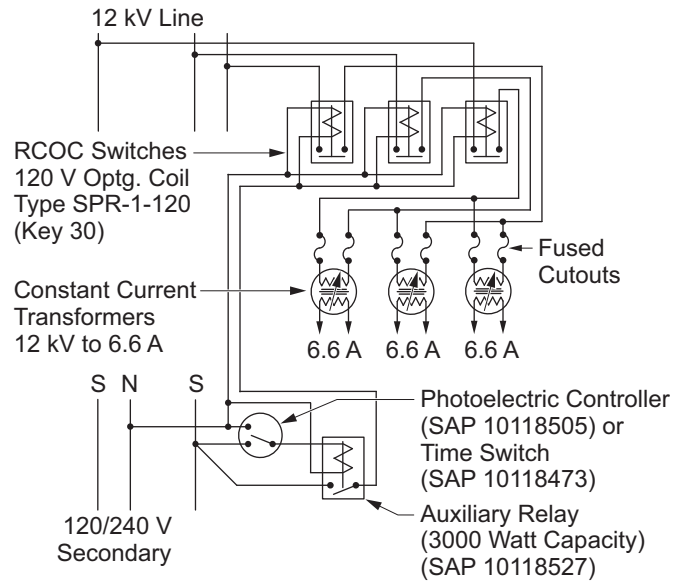 12 kV Line
RCOC Switches
120 V Optg. Coil
Type SPR-1-120
(Key 30)
Fused
Cutouts
Constant Current
Transformers
12 kV to 6.6 A
6.6 A
6.6 A
6.6 A
S
N
S
Photoelectric Controller
(SAP 10118505) or
Time Switch
(SAP 10118473)
120/240 V
Secondary
Auxiliary Relay
(3000 Watt Capacity)
(SAP 10118527)